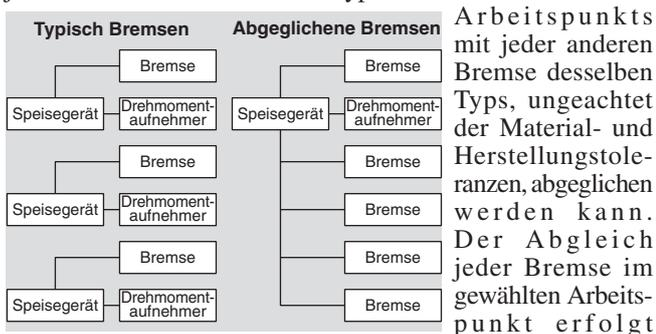 Typisch Bremsen
Bremse
Speisegerät
Drehmoment-
aufnehmer
Bremse
Speisegerät
Drehmoment-
aufnehmer
Bremse
Speisegerät
Drehmoment-
aufnehmer
Abgeglichene Bremsen
Bremse
Speisegerät
Drehmoment-
aufnehmer
Bremse
Bremse
Bremse
Bremse
Arbeitspunkts
mit jeder anderen
Bremse desselben
Typs, ungeachtet
der Material- und
Herstellungstole-
ranzen, abgeglichen
werden kann.
Der Abgleich
jeder Bremse im
gewählten Arbeits-
punkt erfolgt